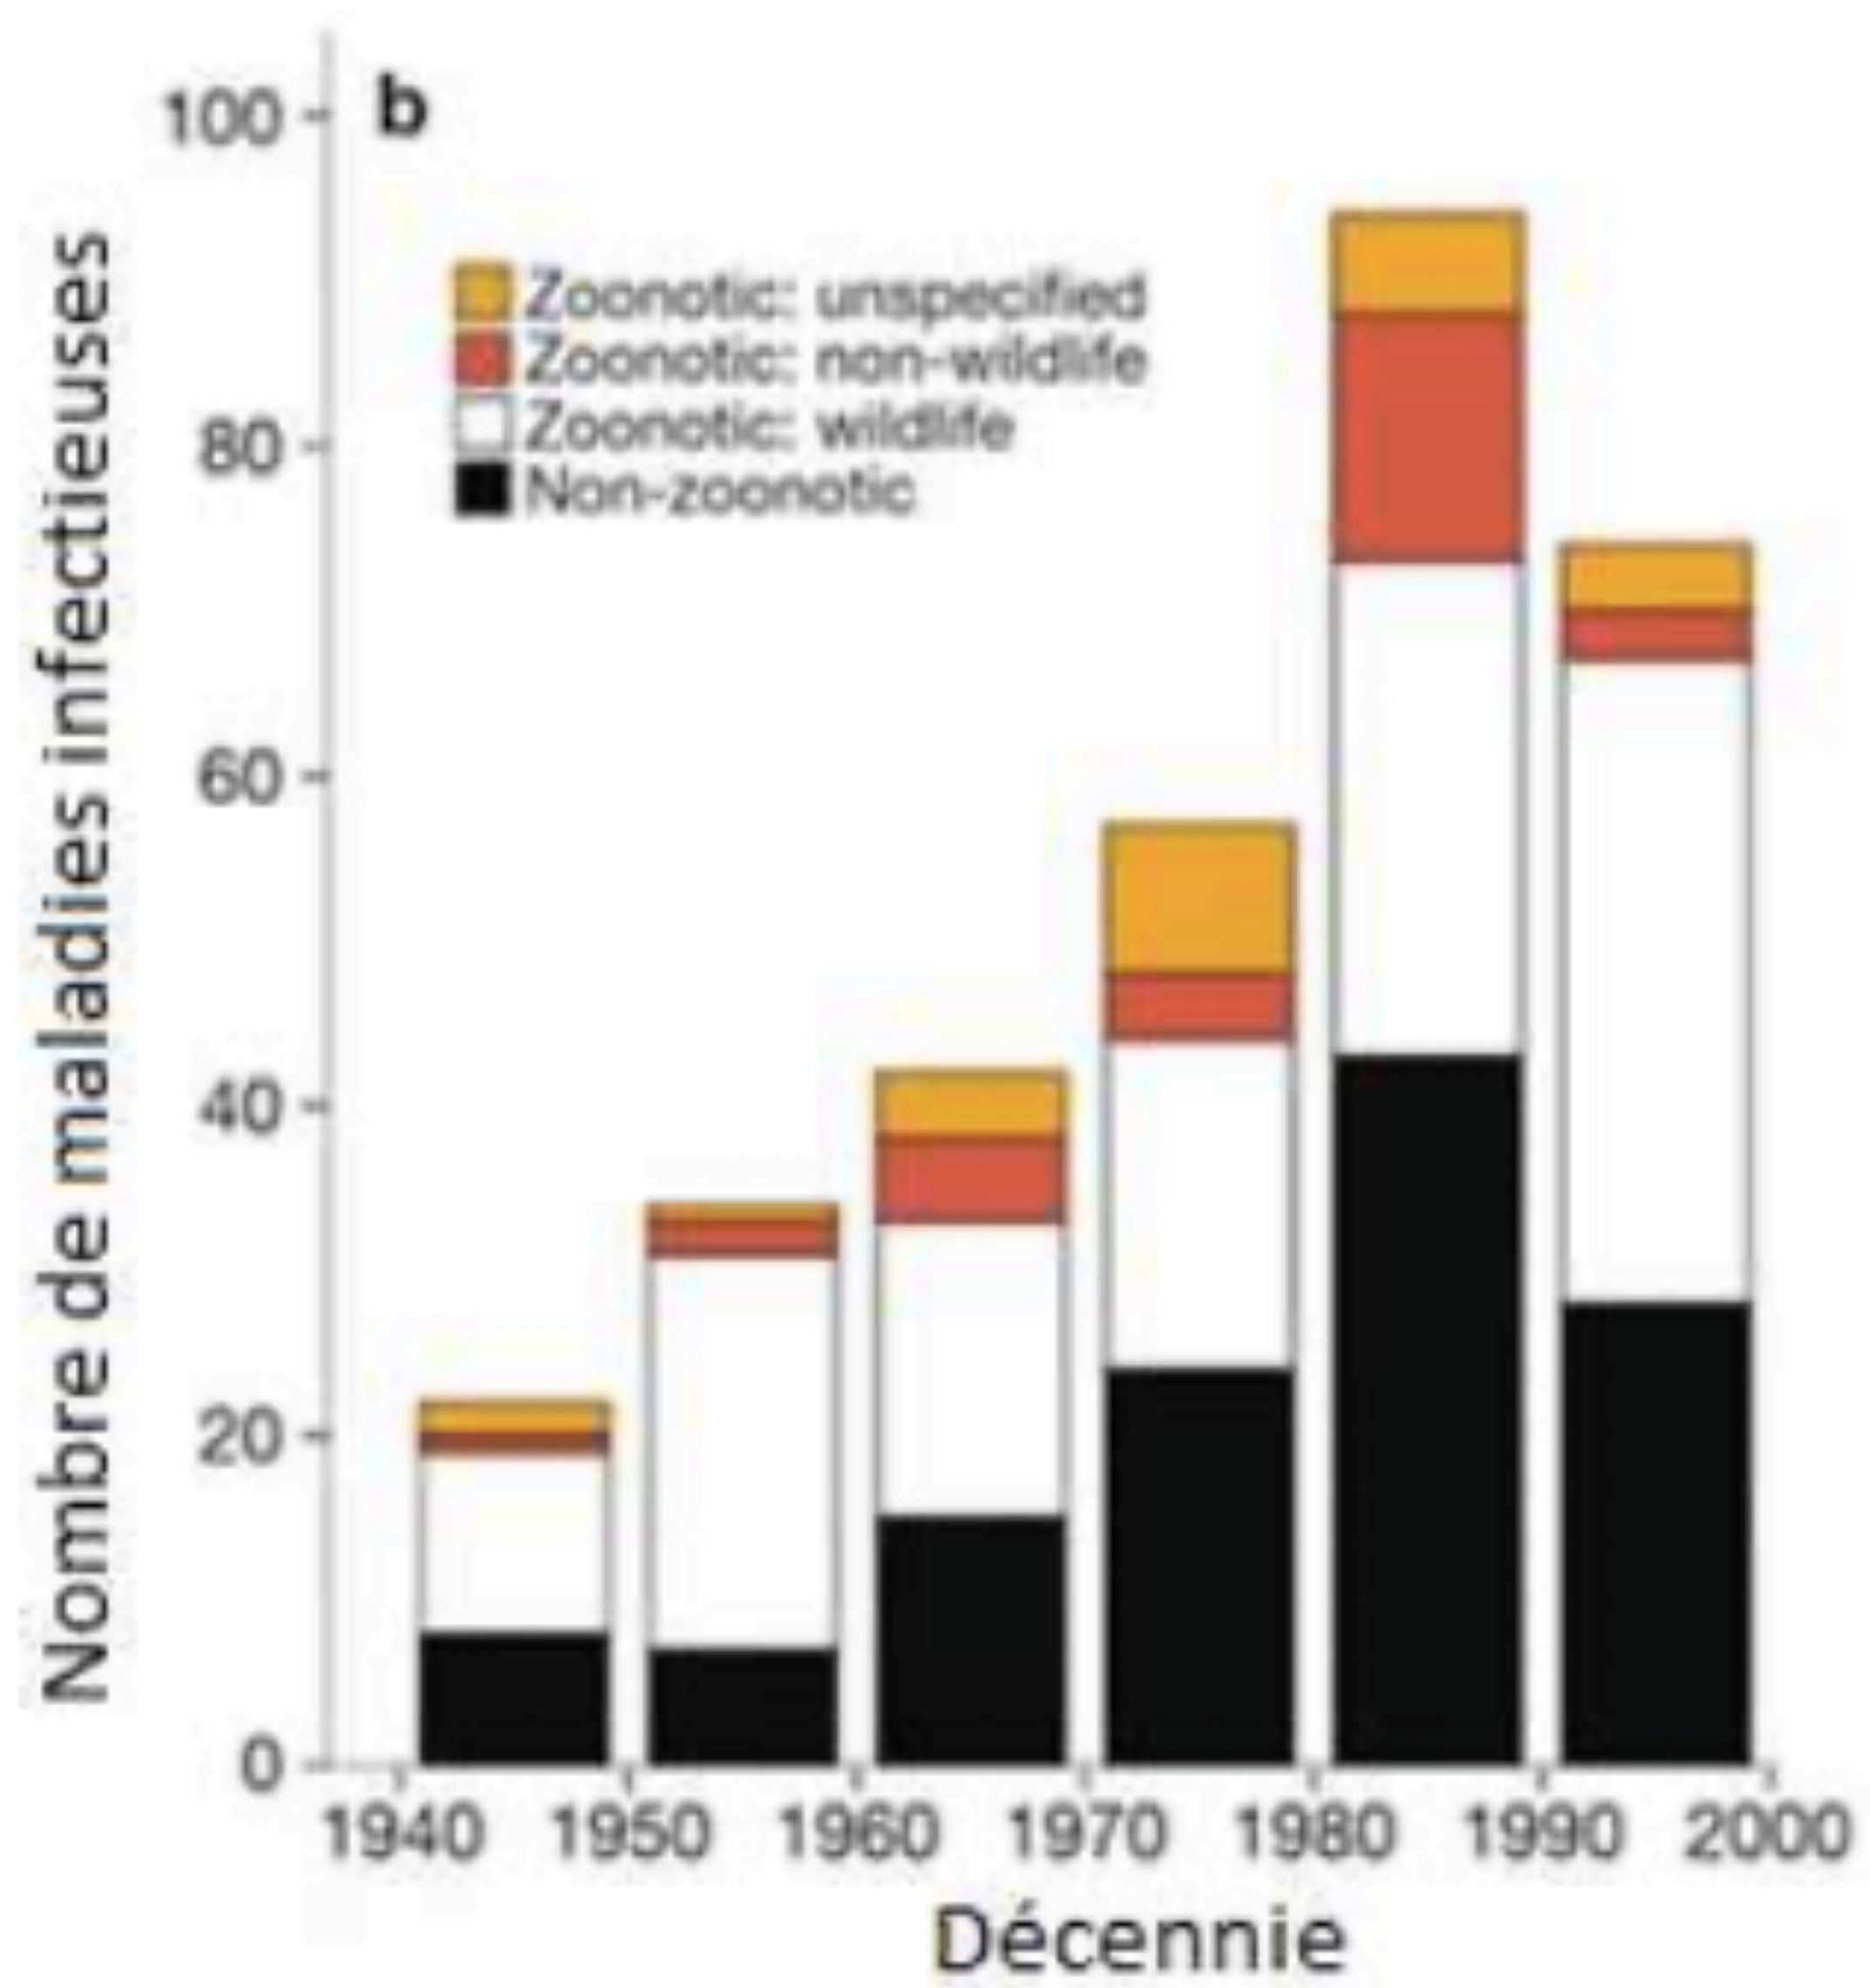 b
Nombre de maladies infectieuses
100
80
60
40
20
0
Zoonotic: unspecified
Zoonotic: non-wildlife
Zoonotic: wildlife
Non-zoonotic
1940 1950 1960 1970 1980 1990 2000
Décennie